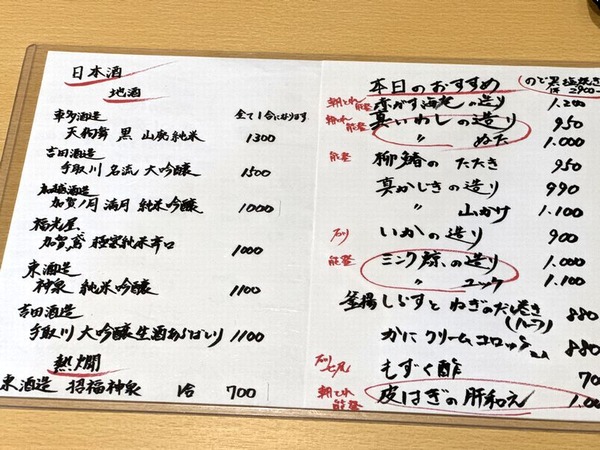 日本酒
地酒
車多酒造 全て1合になります
天狗舞 黒 山廃純米 1300
吉田酒造
手取川 名流 大吟醸 1500
加越酒造
加賀ノ月 満月 純米吟醸 1000
福光屋
加賀鳶 極寒純米辛口 1000
東酒造
神泉 純米吟醸 1100
吉田酒造
手取川 大吟醸生酒あらばしり 1100
熱燗
東酒造 招福神泉 1合 700
本日のおすすめ
のど黒塩焼き
2900
朝とれ 能登 赤がす海老の造り 1.200
朝とれ 能登 真いわしの造り 950
〃 ぬた 1.000
能登 柳鰆のたたき 950
真かじきの造り 990
〃 山かけ 1.100
いかの造り 900
能登 ミンク鯨の造り 1.000
〃 ユッケ 1.100
釜揚しらすとねぎのだし巻き 880
(ハーフ)
かにクリームコロッケ 880
七尾 もずく酢 70
朝とれ 能登 皮はぎの肝和え 1.00